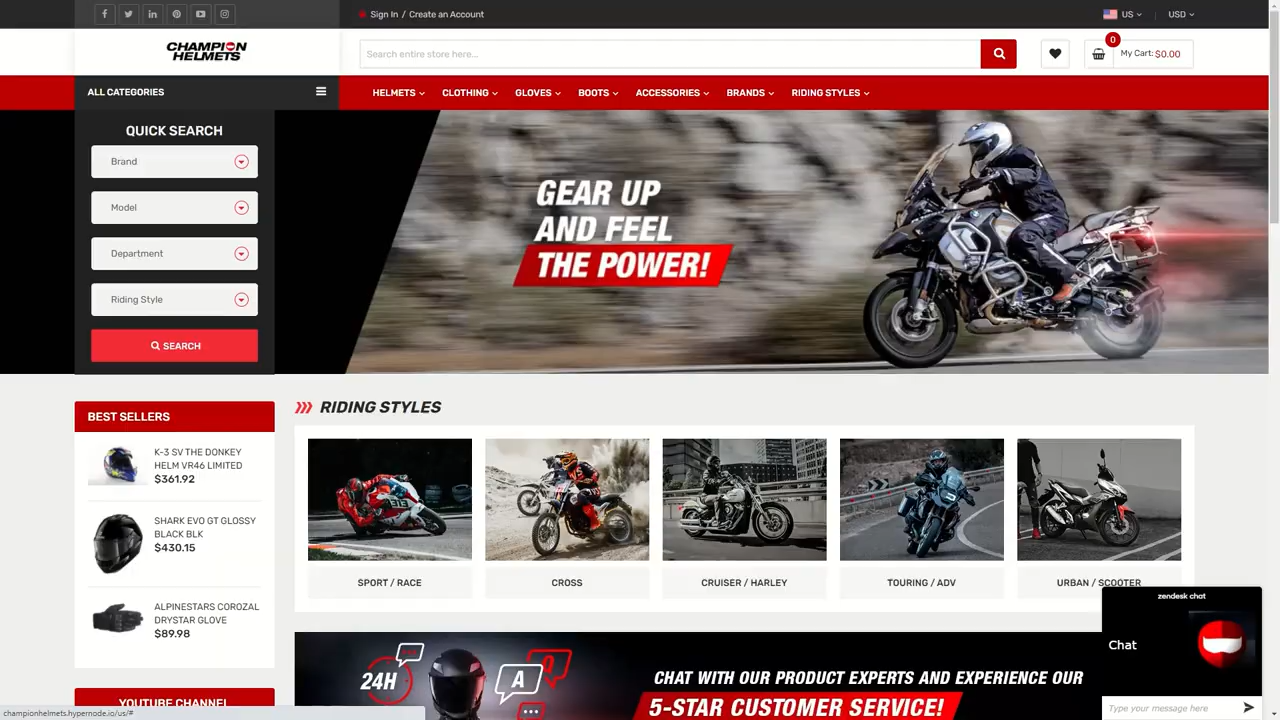 Sign In / Create an Account
US
USD
CHAMPION
HELMETS
Search entire store here...
0
My Cart: $0.00
ALL CATEGORIES
HELMETS
CLOTHING
GLOVES
BOOTS
ACCESSORIES
BRANDS
RIDING STYLES
QUICK SEARCH
Brand
Model
Department
Riding Style
SEARCH
GEAR UP
AND FEEL
THE POWER!
BEST SELLERS
K-3 SV THE DONKEY
HELM VR46 LIMITED
$361.92
SHARK EVO GT GLOSSY
BLACK BLK
$430.15
ALPINESTARS COROZAL
DRYSTAR GLOVE
$89.98
YOUTUBE CHANNEL
RIDING STYLES
SPORT / RACE
CROSS
CRUISER / HARLEY
TOURING / ADV
URBAN / SCOOTER
24H
A
Q
CHAT WITH OUR PRODUCT EXPERTS AND EXPERIENCE OUR
5-STAR CUSTOMER SERVICE!
zendesk chat
Chat
Type your message here
championhelmets.hypernode.io/us/#